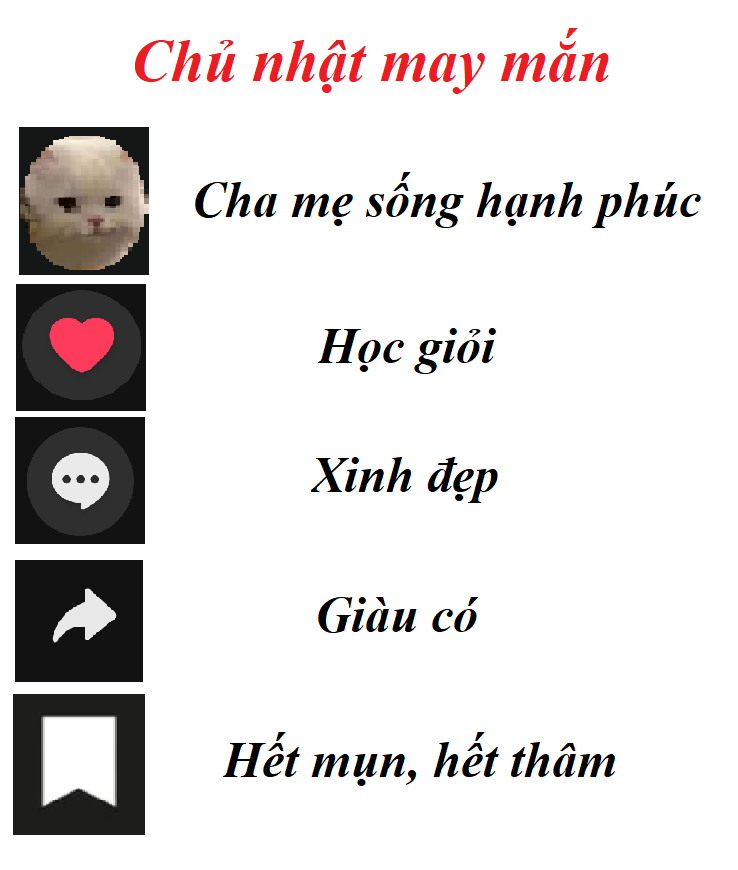 Chủ nhật may mắn
Cha mẹ sống hạnh phúc
Học giỏi
Xinh đẹp
Giàu có
Hết mụn, hết thâm